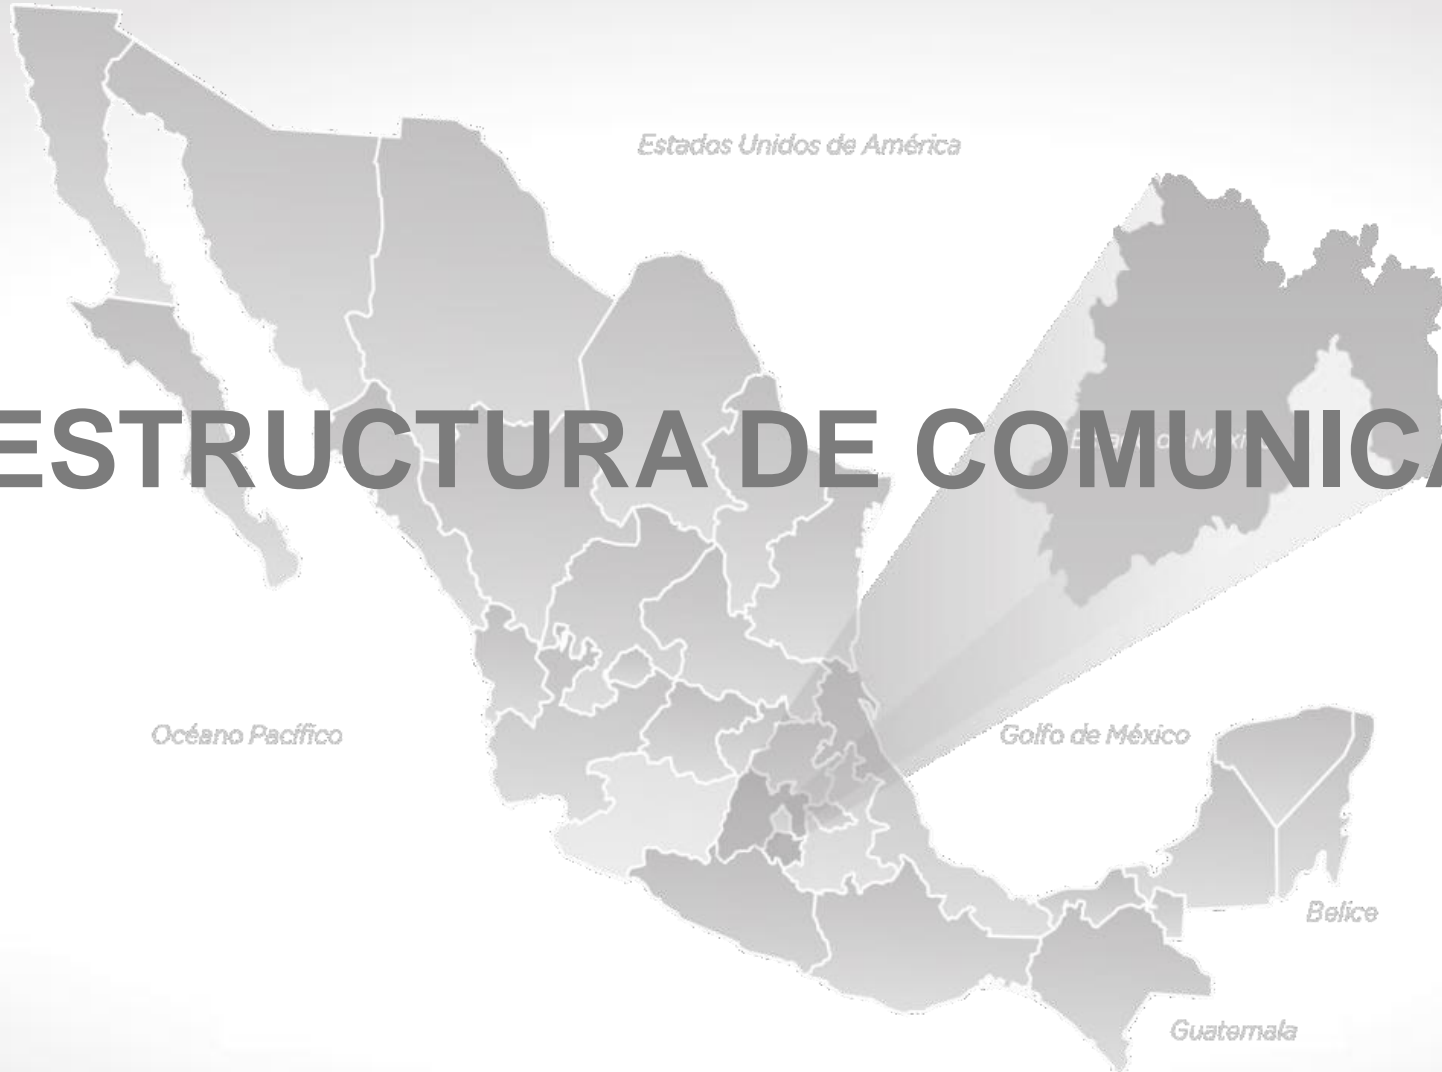 Estados Unidos de América
ESTRUCTURA DE COMUNICA
Océano Pacífico
Golfo de México
Belice
Guatemala